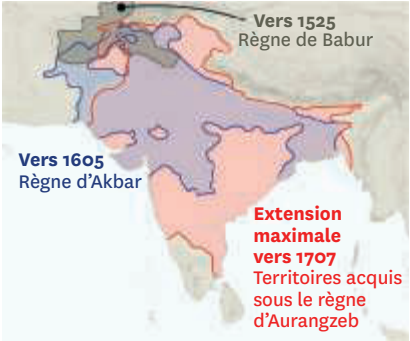 Vers 1525
Règne de Babur
Vers 1605
Règne d’Akbar
Extension
maximale
vers 1707
Territoires acquis
sous le règne
d’Aurangzeb